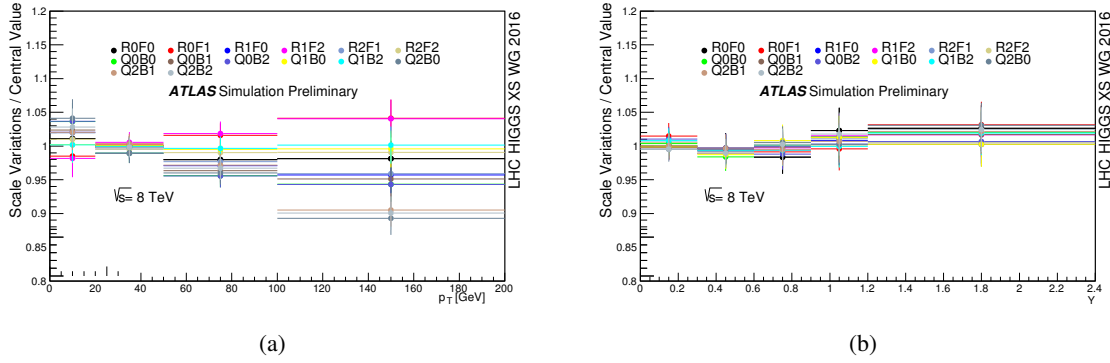 Scale Variations / Central Value
1.2
1.15
1.1
1.05
1
0.95
0.9
0.85
0.8
R0F0 R0F1 R1F0 R1F2 R2F1 R2F2
Q0B0 Q0B1 Q0B2 Q1B0 Q1B2 Q2B0
Q2B1 Q2B2
ATLAS Simulation Preliminary
√s= 8 TeV
0 20 40 60 80 100 120 140 160 180 200
p_T [GeV]
LHC HIGGS XS WG 2016
(a)
Scale Variations / Central Value
1.2
1.15
1.1
1.05
1
0.95
0.9
0.85
0.8
R0F0 R0F1 R1F0 R1F2 R2F1 R2F2
Q0B0 Q0B1 Q0B2 Q1B0 Q1B2 Q2B0
Q2B1 Q2B2
ATLAS Simulation Preliminary
√s= 8 TeV
0 0.2 0.4 0.6 0.8 1 1.2 1.4 1.6 1.8 2 2.2 2.4
Y
LHC HIGGS XS WG 2016
(b)